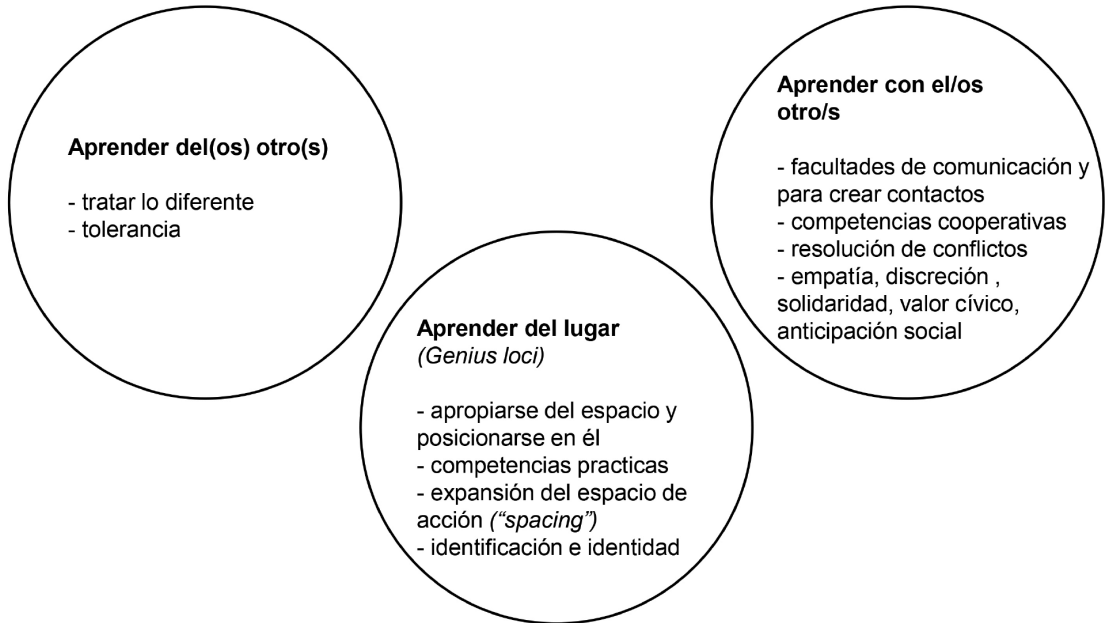 Aprender del(os) otro(s)
- tratar lo diferente
- tolerancia
Aprender del lugar
(Genius loci)
- apropiarse del espacio y
posicionarse en él
- competencias practicas
- expansión del espacio de
acción (“spacing”)
- identificación e identidad
Aprender con el/os
otro/s
- facultades de comunicación y
para crear contactos
- competencias cooperativas
- resolución de conflictos
- empatía, discreción ,
solidaridad, valor cívico,
anticipación social